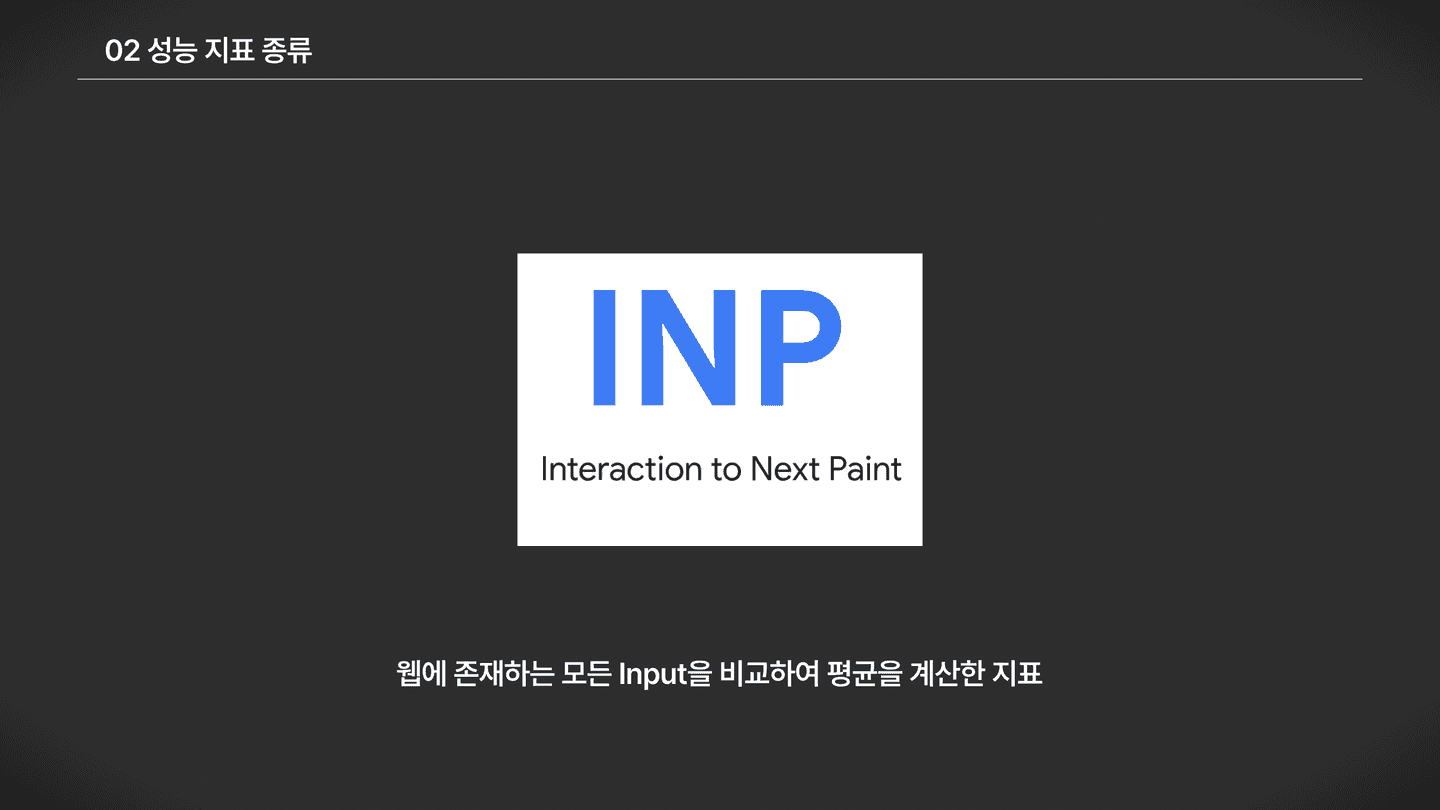 02 성능 지표 종류
INP
Interaction to Next Paint
웹에 존재하는 모든 Input을 비교하여 평균을 계산한 지표